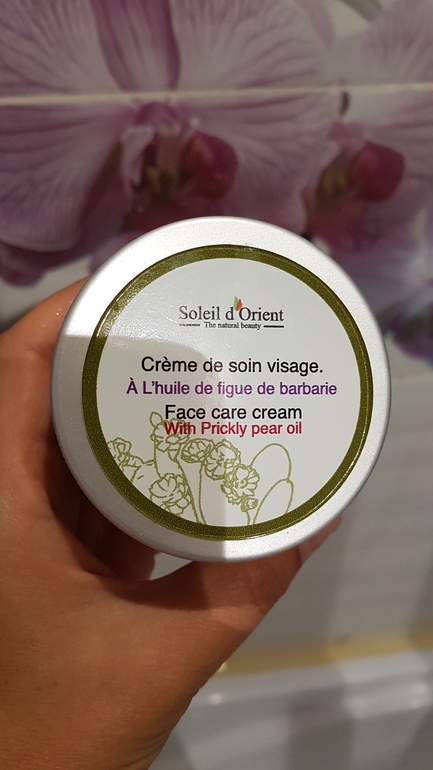 Soleil d'Orient
The natural beauty
Crème de soin visage.
À L'huile de figue de barbarie
Face care cream
With Prickly pear oil